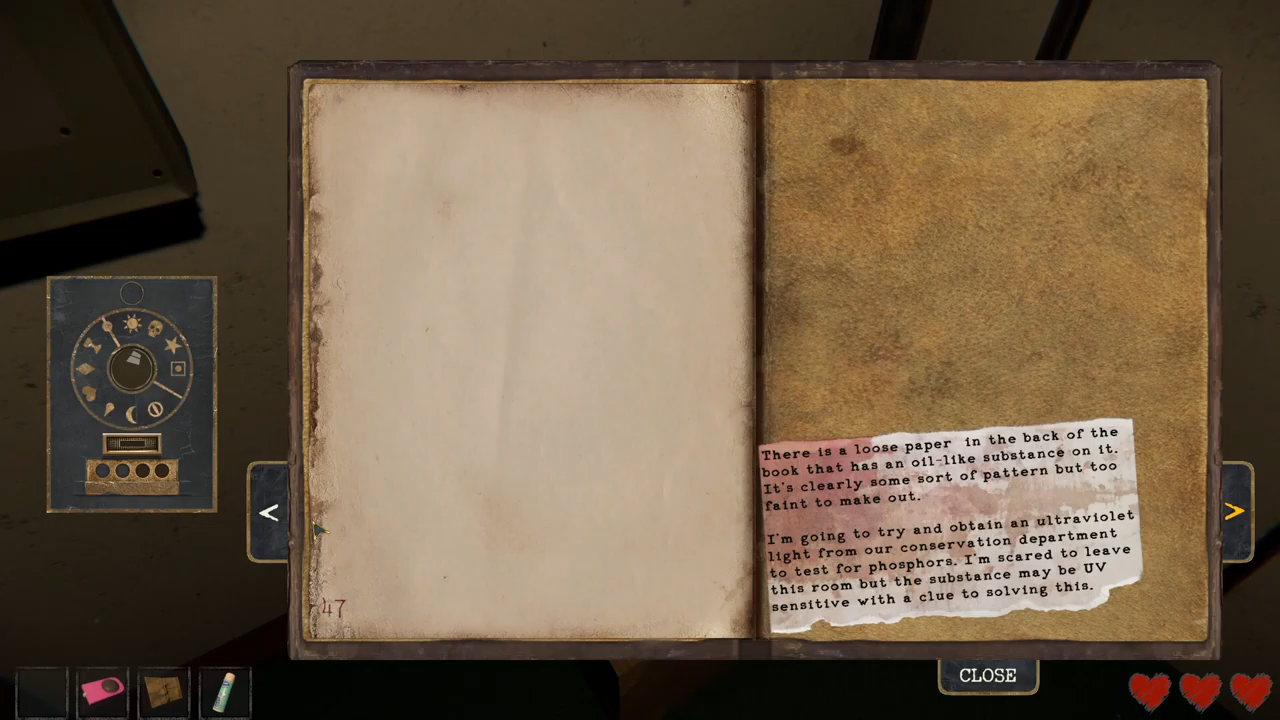 There is a loose paper in the back of the
book that has an oil-like substance on it.
It's clearly some sort of pattern but too
faint to make out.
I'm going to try and obtain an ultraviolet
light from our conservation department
to test for phosphors. I'm scared to leave
this room but the substance may be UV
sensitive with a clue to solving this.
<
>
47
CLOSE